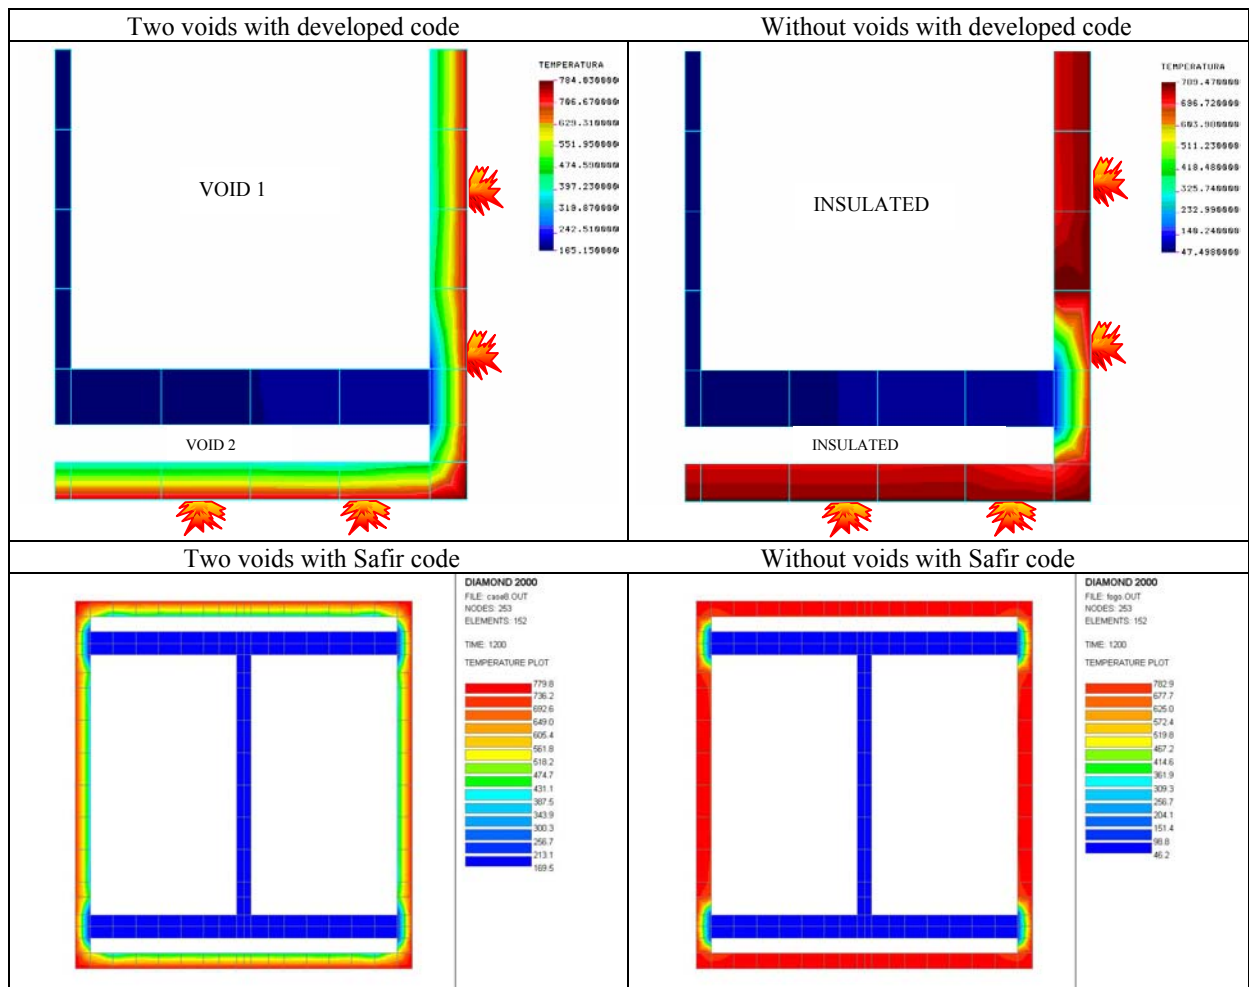 Two voids with developed code
TEMPERATURA
784.030000
706.670000
629.310000
551.950000
474.590000
397.230000
319.870000
242.510000
165.150000
VOID 1
VOID 2
Without voids with developed code
TEMPERATURA
789.470000
696.720000
603.980000
511.230000
418.480000
325.740000
232.990000
140.240000
47.4980000
INSULATED
INSULATED
Two voids with Safir code
DIAMOND 2000
FILE: case8.OUT
NODES: 253
ELEMENTS: 152
TIME: 1200
TEMPERATURE PLOT
779.8
736.2
692.6
649.0
605.4
561.8
518.2
474.7
431.1
387.5
343.9
300.3
256.7
213.1
169.5
Without voids with Safir code
DIAMOND 2000
FILE: fogo.OUT
NODES: 253
ELEMENTS: 152
TIME: 1200
TEMPERATURE PLOT
782.9
677.7
625.0
572.4
519.8
467.2
414.6
361.9
309.3
256.7
204.1
151.4
98.8
46.2